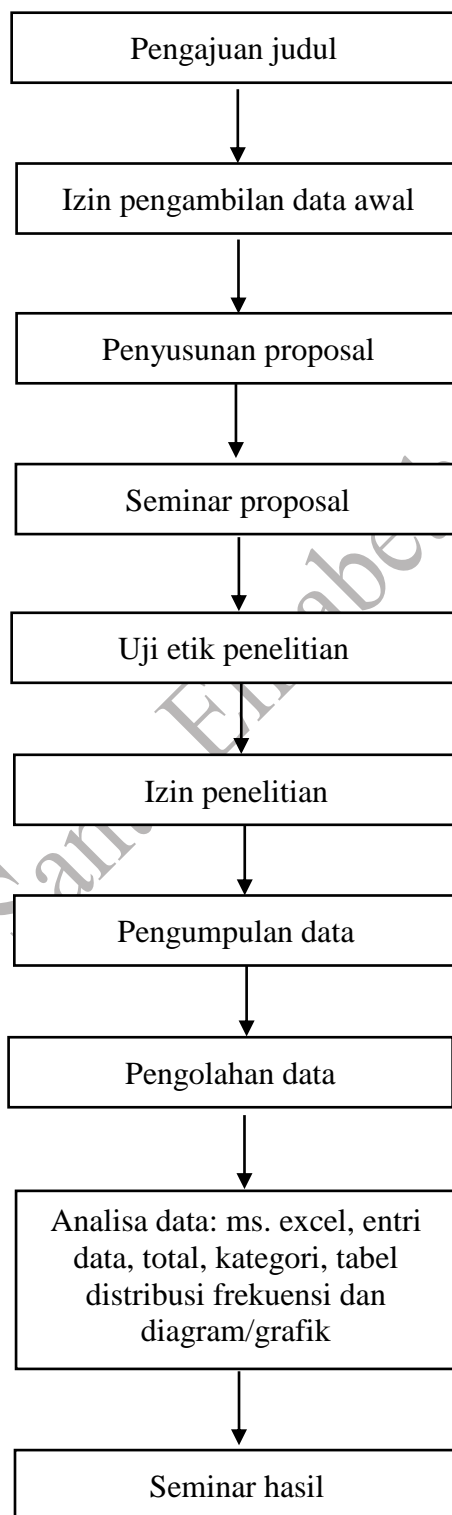 Pengajuan judul
Izin pengambilan data awal
Penyusunan proposal
Seminar proposal
Uji etik penelitian
Izin penelitian
Pengumpulan data
Pengolahan data
Analisa data: ms. excel, entri
data, total, kategori, tabel
distribusi frekuensi dan
diagram/grafik
Seminar hasil